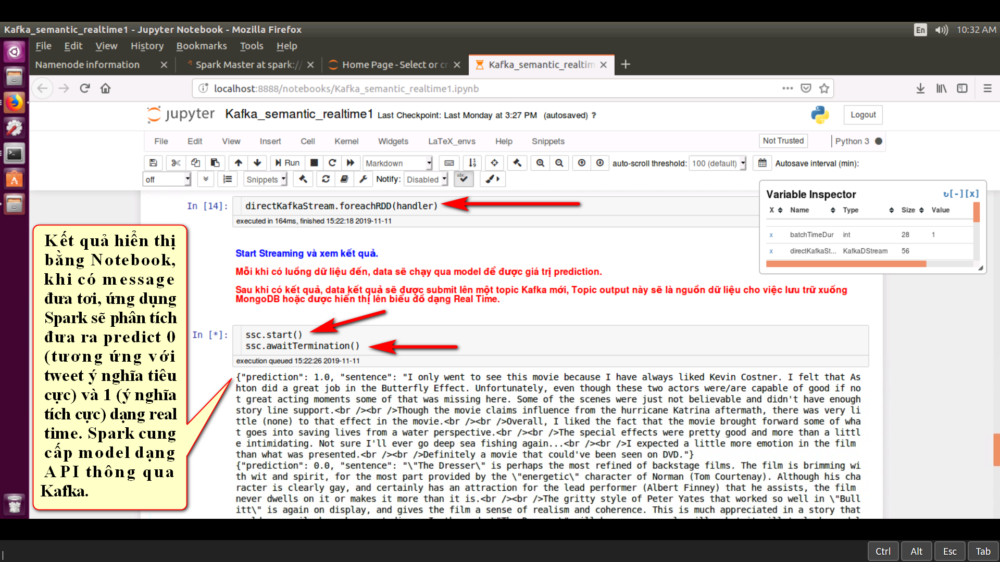 Kafka_semantic_realtime1 - Jupyter Notebook - Mozilla Firefox
En 10:32 AM
File Edit View History Bookmarks Tools Help
Namenode information
Spark Master at spark://
Home Page - Select or cr
Kafka_semantic_realtim
localhost:8888/notebooks/Kafka_semantic_realtime1.ipynb
jupyter Kafka_semantic_realtime1 Last Checkpoint: Last Monday at 3:27 PM (autosaved) ?
Logout
File Edit View Insert Cell Kernel Widgets LaTeX_envs Help Snippets
Not Trusted
Python 3
Run Markdown auto-scroll threshold: 100 (default) Autosave interval (min):
off Snippets Notify: Disabled
Variable Inspector
[-][x]
X Name Type Size Value
x batchTimeDur int 28 1
x directKafkaSt... KafkaDStream 56
In [14]: directKafkaStream.foreachRDD(handler)
executed in 164ms, finished 15:22:18 2019-11-11
Start Streaming và xem kết quả.
Mỗi khi có luồng dữ liệu đến, data sẽ chạy qua model để được giá trị prediction.
Sau khi có kết quả, data kết quả sẽ được submit lên một topic Kafka mới, Topic output này sẽ là nguồn dữ liệu cho việc lưu trữ xuống
MongoDB hoặc được hiển thị lên biểu đồ dạng Real Time.
In [*]: ssc.start()
ssc.awaitTermination()
execution queued 15:22:26 2019-11-11
{"prediction": 1.0, "sentence": "I only went to see this movie because I have always liked Kevin Costner. I felt that As
hton did a great job in the Butterfly Effect. Unfortunately, even though these two actors were/are capable of good if no
t great acting moments some of that was missing here. Some of the scenes were just not believable and didn't have enough
story line support.<br /><br />Though the movie claims influence from the hurricane Katrina aftermath, there was very li
ttle (none) to that effect in the movie.<br /><br />Overall, I liked the fact that the movie brought forward some of wha
t goes into saving lives from a water perspective.<br /><br />The special effects were pretty good and more than a littl
e intimidating. Not sure I'll ever go deep sea fishing again...<br /><br />I expected a little more emotion in the film
than what was presented.<br /><br />Definitely a movie that could've been seen on DVD."}
{"prediction": 0.0, "sentence": "\"The Dresser\" is perhaps the most refined of backstage films. The film is brimming wi
th wit and spirit, for the most part provided by the \"energetic\" character of Norman (Tom Courtenay). Although his cha
racter is clearly gay, and certainly has an attraction for the lead performer (Albert Finney) that he assists, the film
never dwells on it or makes it more than it is.<br /><br />The gritty style of Peter Yates that worked so well in \"Bull
itt\" is again on display, and gives the film a sense of realism and coherence. This is much appreciated in a story that
Kết quả hiển thị
bằng Notebook,
khi có message
đưa tơi, ứng dụng
Spark sẽ phân tích
đưa ra predict 0
(tương ứng với
tweet ý nghĩa tiêu
cực) và 1 (ý nghĩa
tích cực) dạng real
time. Spark cung
cấp model dạng
API thông qua
Kafka.
Ctrl Alt Esc Tab